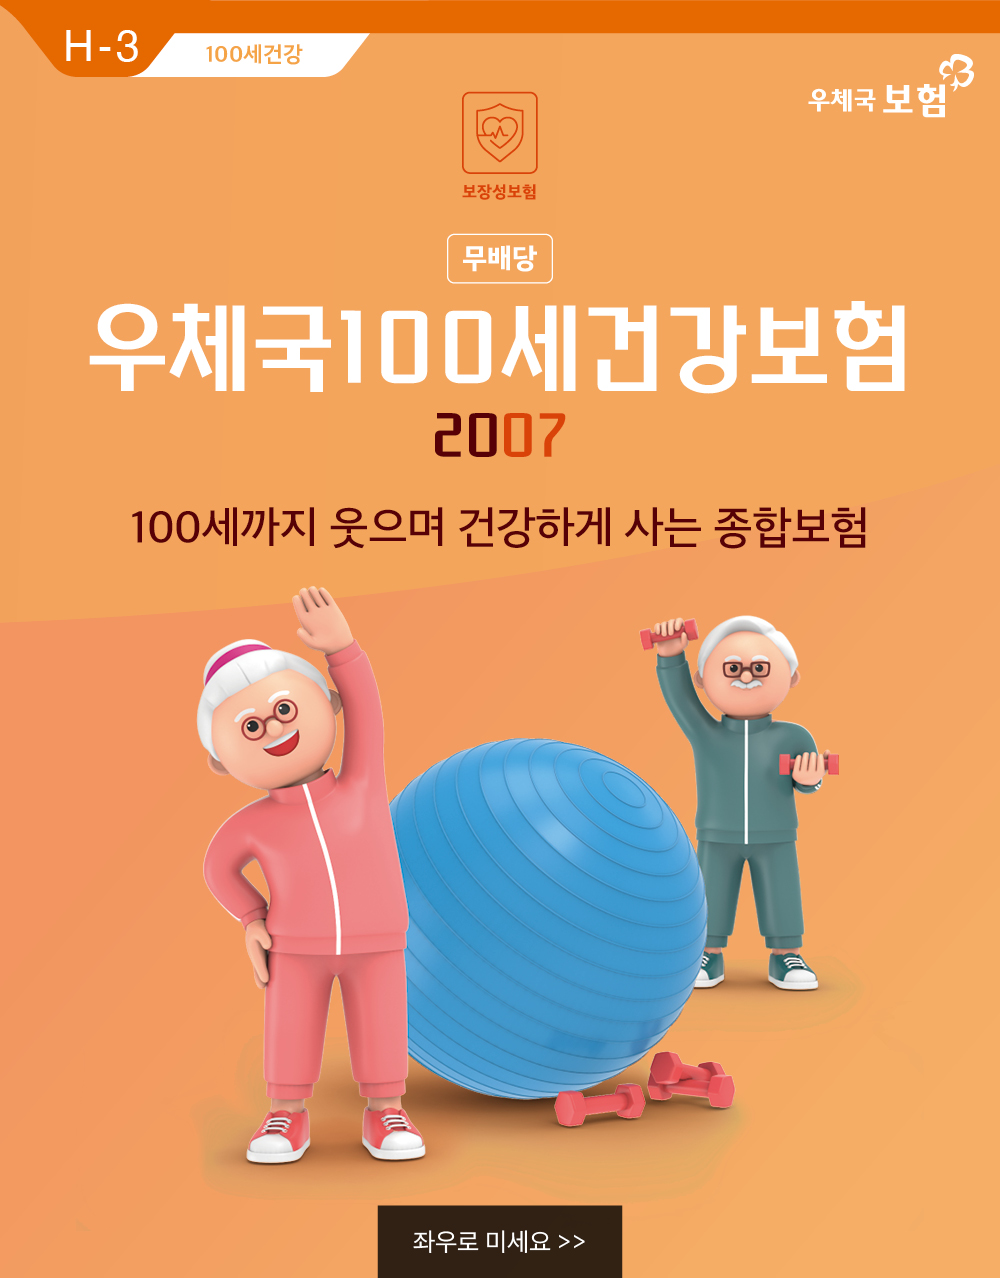 H-3
100세건강
우체국 보험
보장성보험
무배당
우체국100세건강보험
2007
100세까지 웃으며 건강하게 사는 종합보험
좌우로 미세요 >>